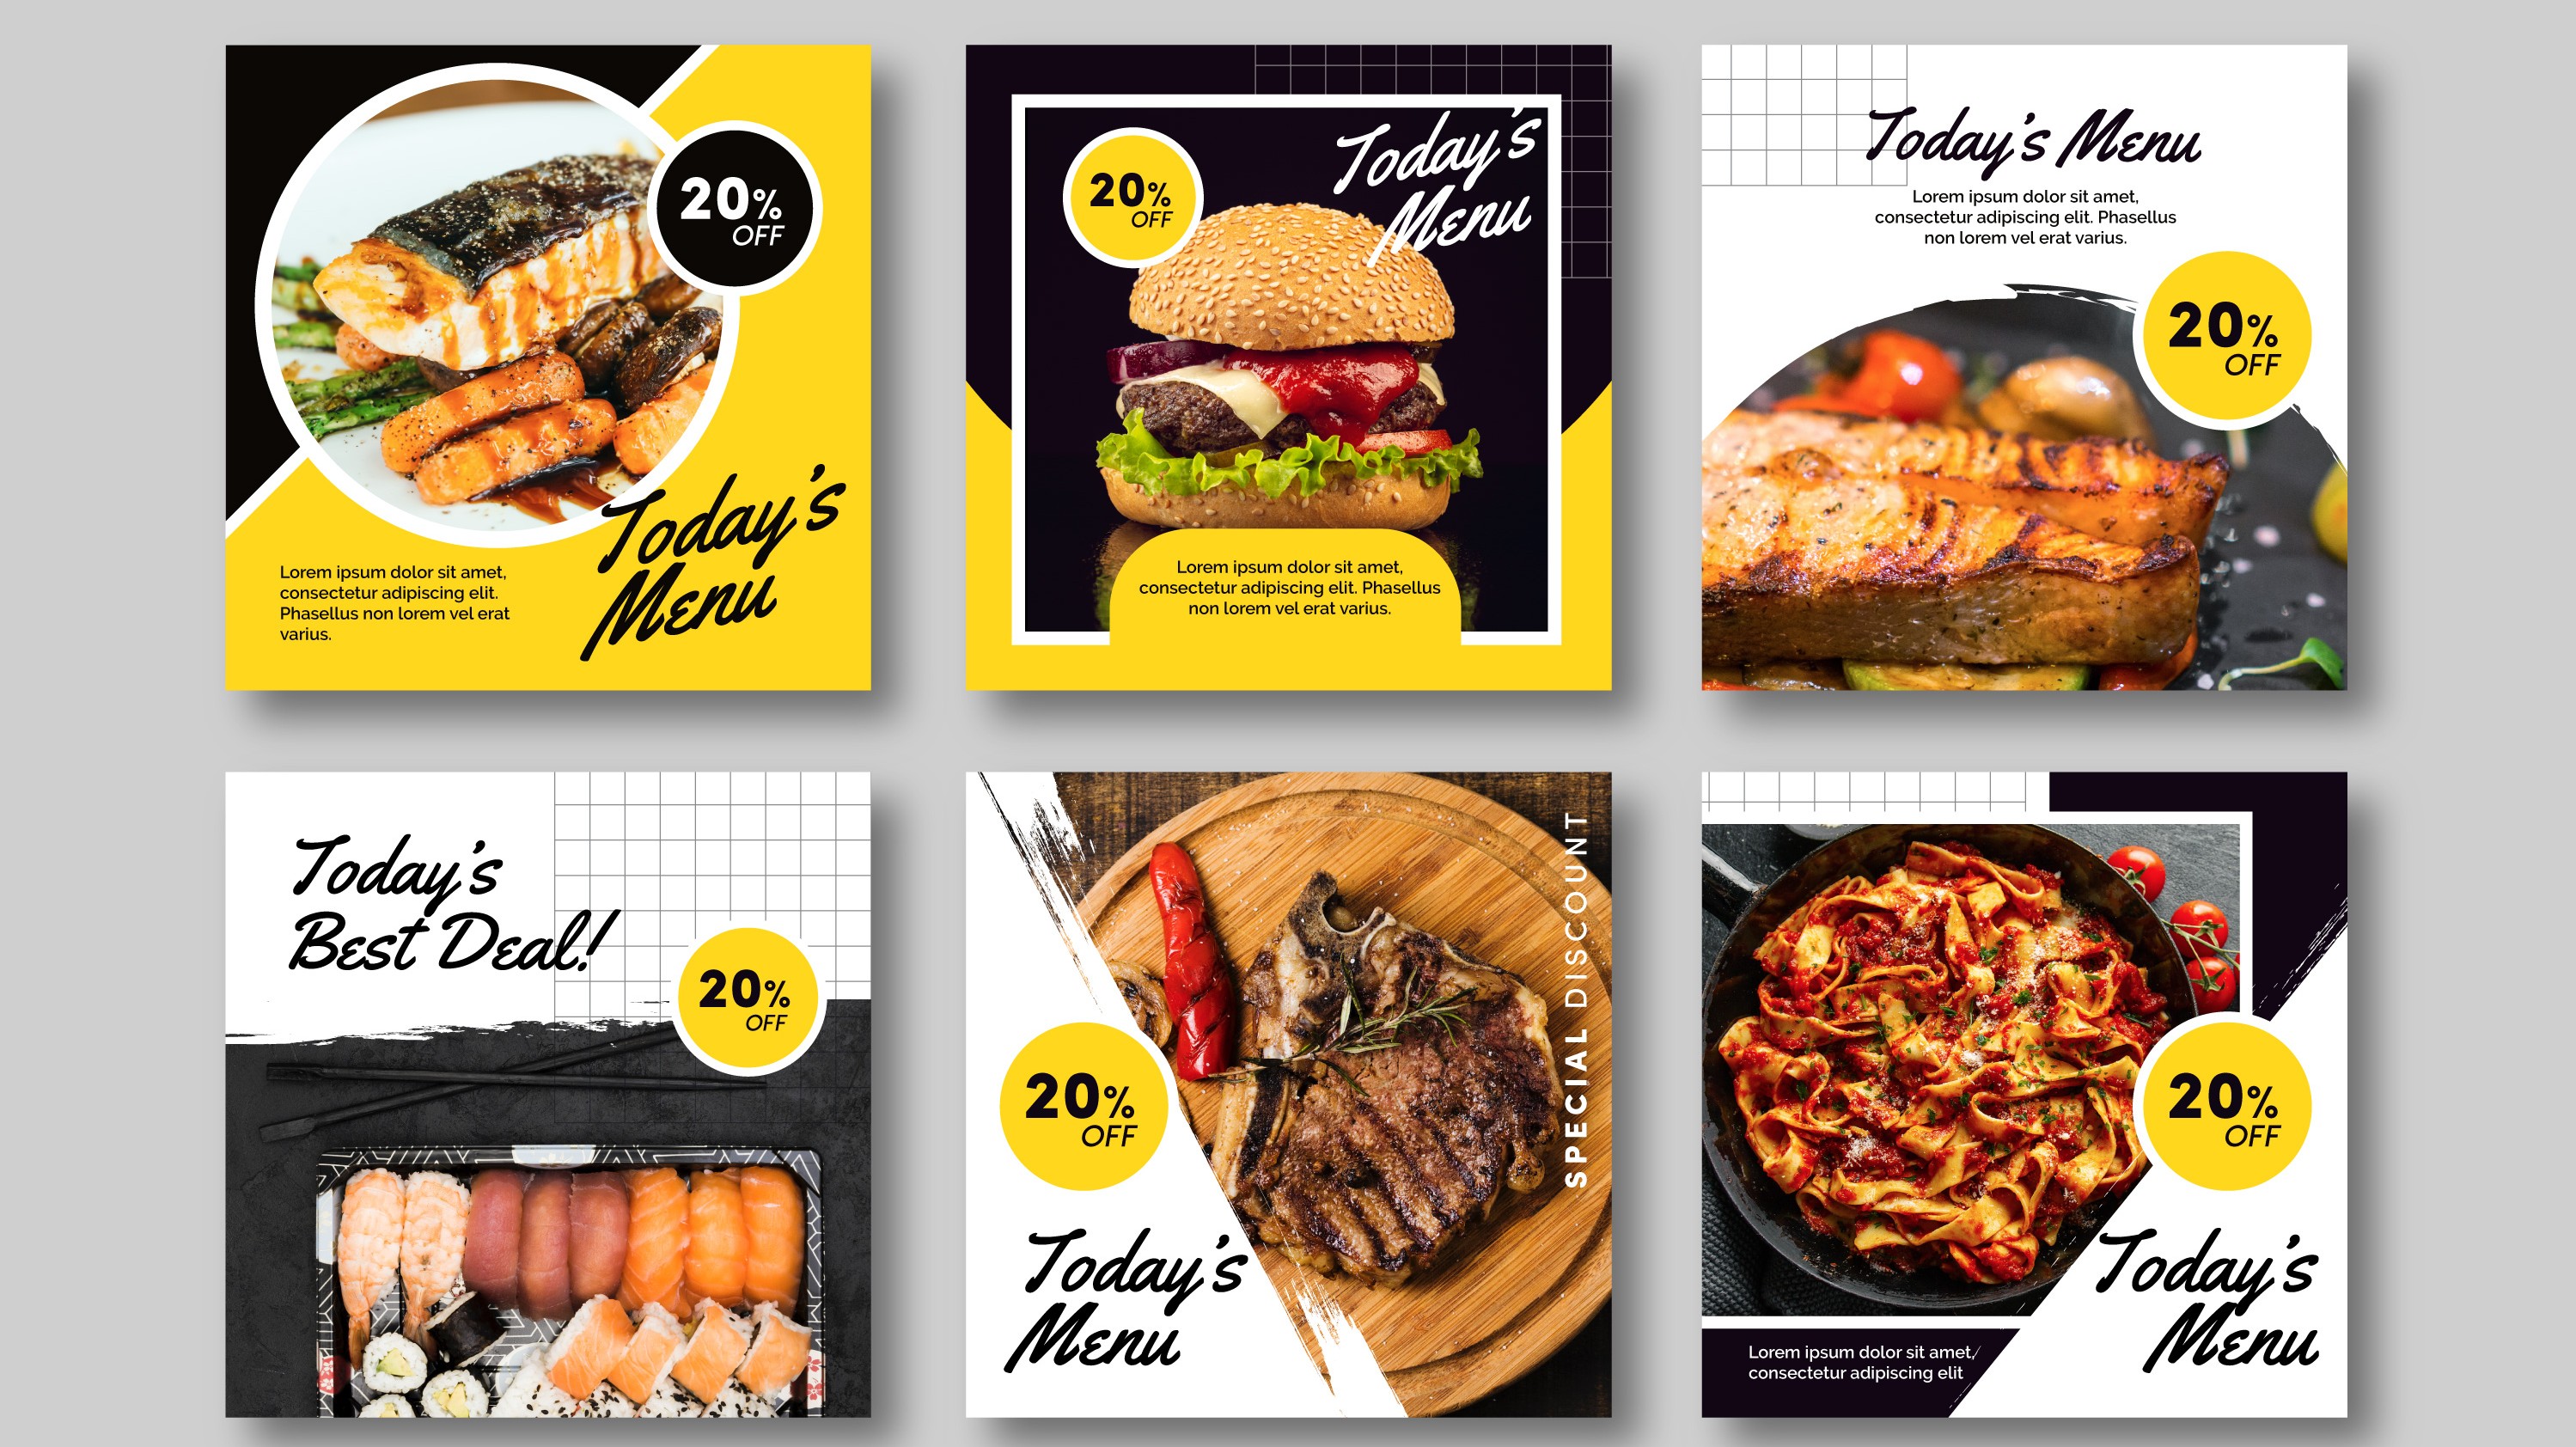 20%
OFF
Today's
Menu
Lorem ipsum dolor sit amet,
consectetur adipiscing elit.
Phasellus non lorem vel erat
varius.
20%
OFF
Today's
Menu
Lorem ipsum dolor sit amet,
consectetur adipiscing elit. Phasellus
non lorem vel erat varius.
Today's Menu
Lorem ipsum dolor sit amet,
consectetur adipiscing elit. Phasellus
non lorem vel erat varius.
20%
OFF
Today's
Best Deal!
20%
OFF
SPECIAL DISCOUNT
20%
OFF
Today's
Menu
20%
OFF
Today's
Menu
Lorem ipsum dolor sit amet,
consectetur adipiscing elit